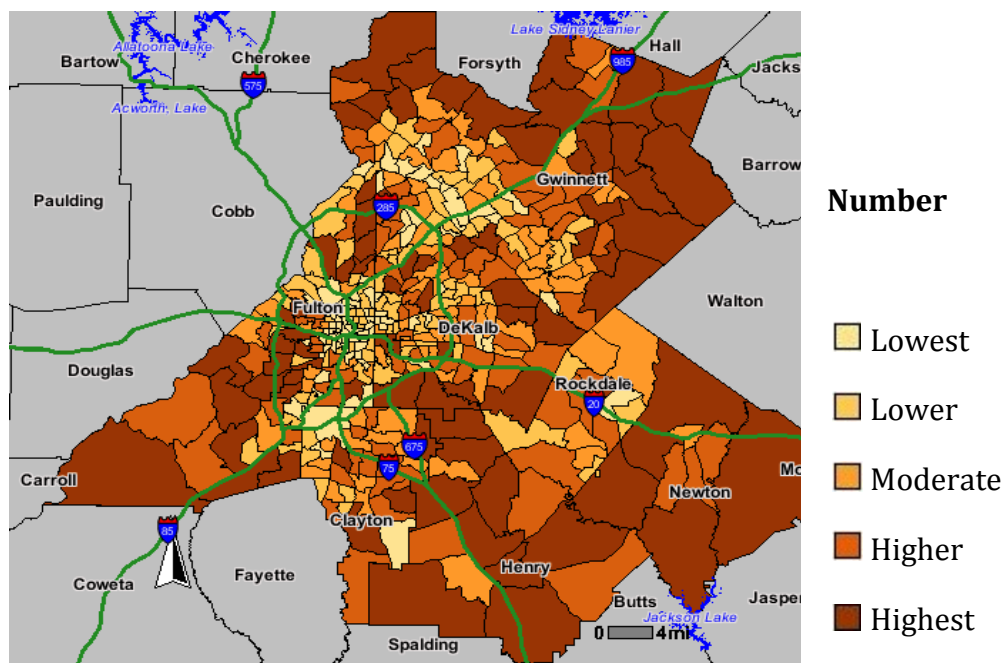 Allatoona Lake
Lake Sidney Lanier
Hall
Bartow
Cherokee
Forsyth
985
Jacks
575
Acworth, Lake
Barrow
Gwinnett
Paulding
285
Cobb
Number
Walton
Fulton
DeKalb
Lowest
Douglas
Rockdale
20
Lower
675
75
Carroll
Mo
Moderate
Newton
Clayton
85
Higher
Henry
Coweta
Fayette
Butts
Jasper
Jackson Lake
Highest
0 4mi
Spalding